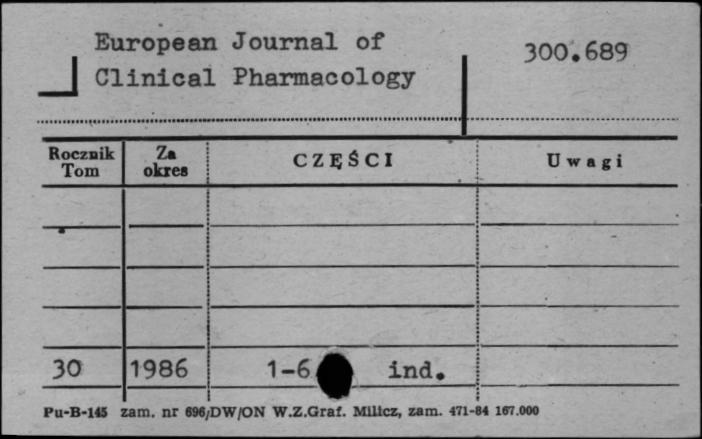 European Journal of
Clinical Pharmacology
300.689
Rocznik Tom
Za okres
CZĘŚCI
Uwagi
30 1986 1-6 ind.
Pu-B-145 zam. nr 696/DW/ON W.Z.Graf. Milicz, zam. 471-84 167.000